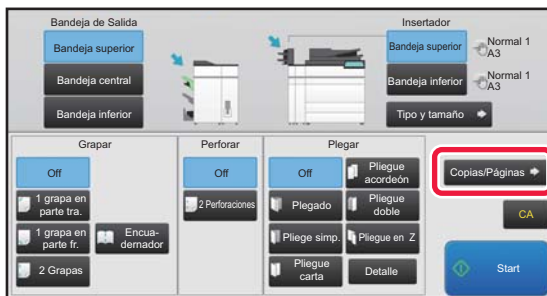 Bandeja de Salida
Insertador
Bandeja superior
Bandeja superior
Normal 1
A3
Bandeja central
Bandeja inferior
Normal 1
A3
Bandeja inferior
Tipo y tamaño
Grapar
Perforar
Plegar
Off
Off
Off
Pliegue
acordeón
Copias/Páginas
1 grapa en
parte tra.
2 Perforaciones
Plegado
Pliegue
doble
CA
1 grapa en
parte fr.
Encua-
dernador
Pliege simp.
Pliegue en Z
2 Grapas
Pliegue
carta
Detalle
Start